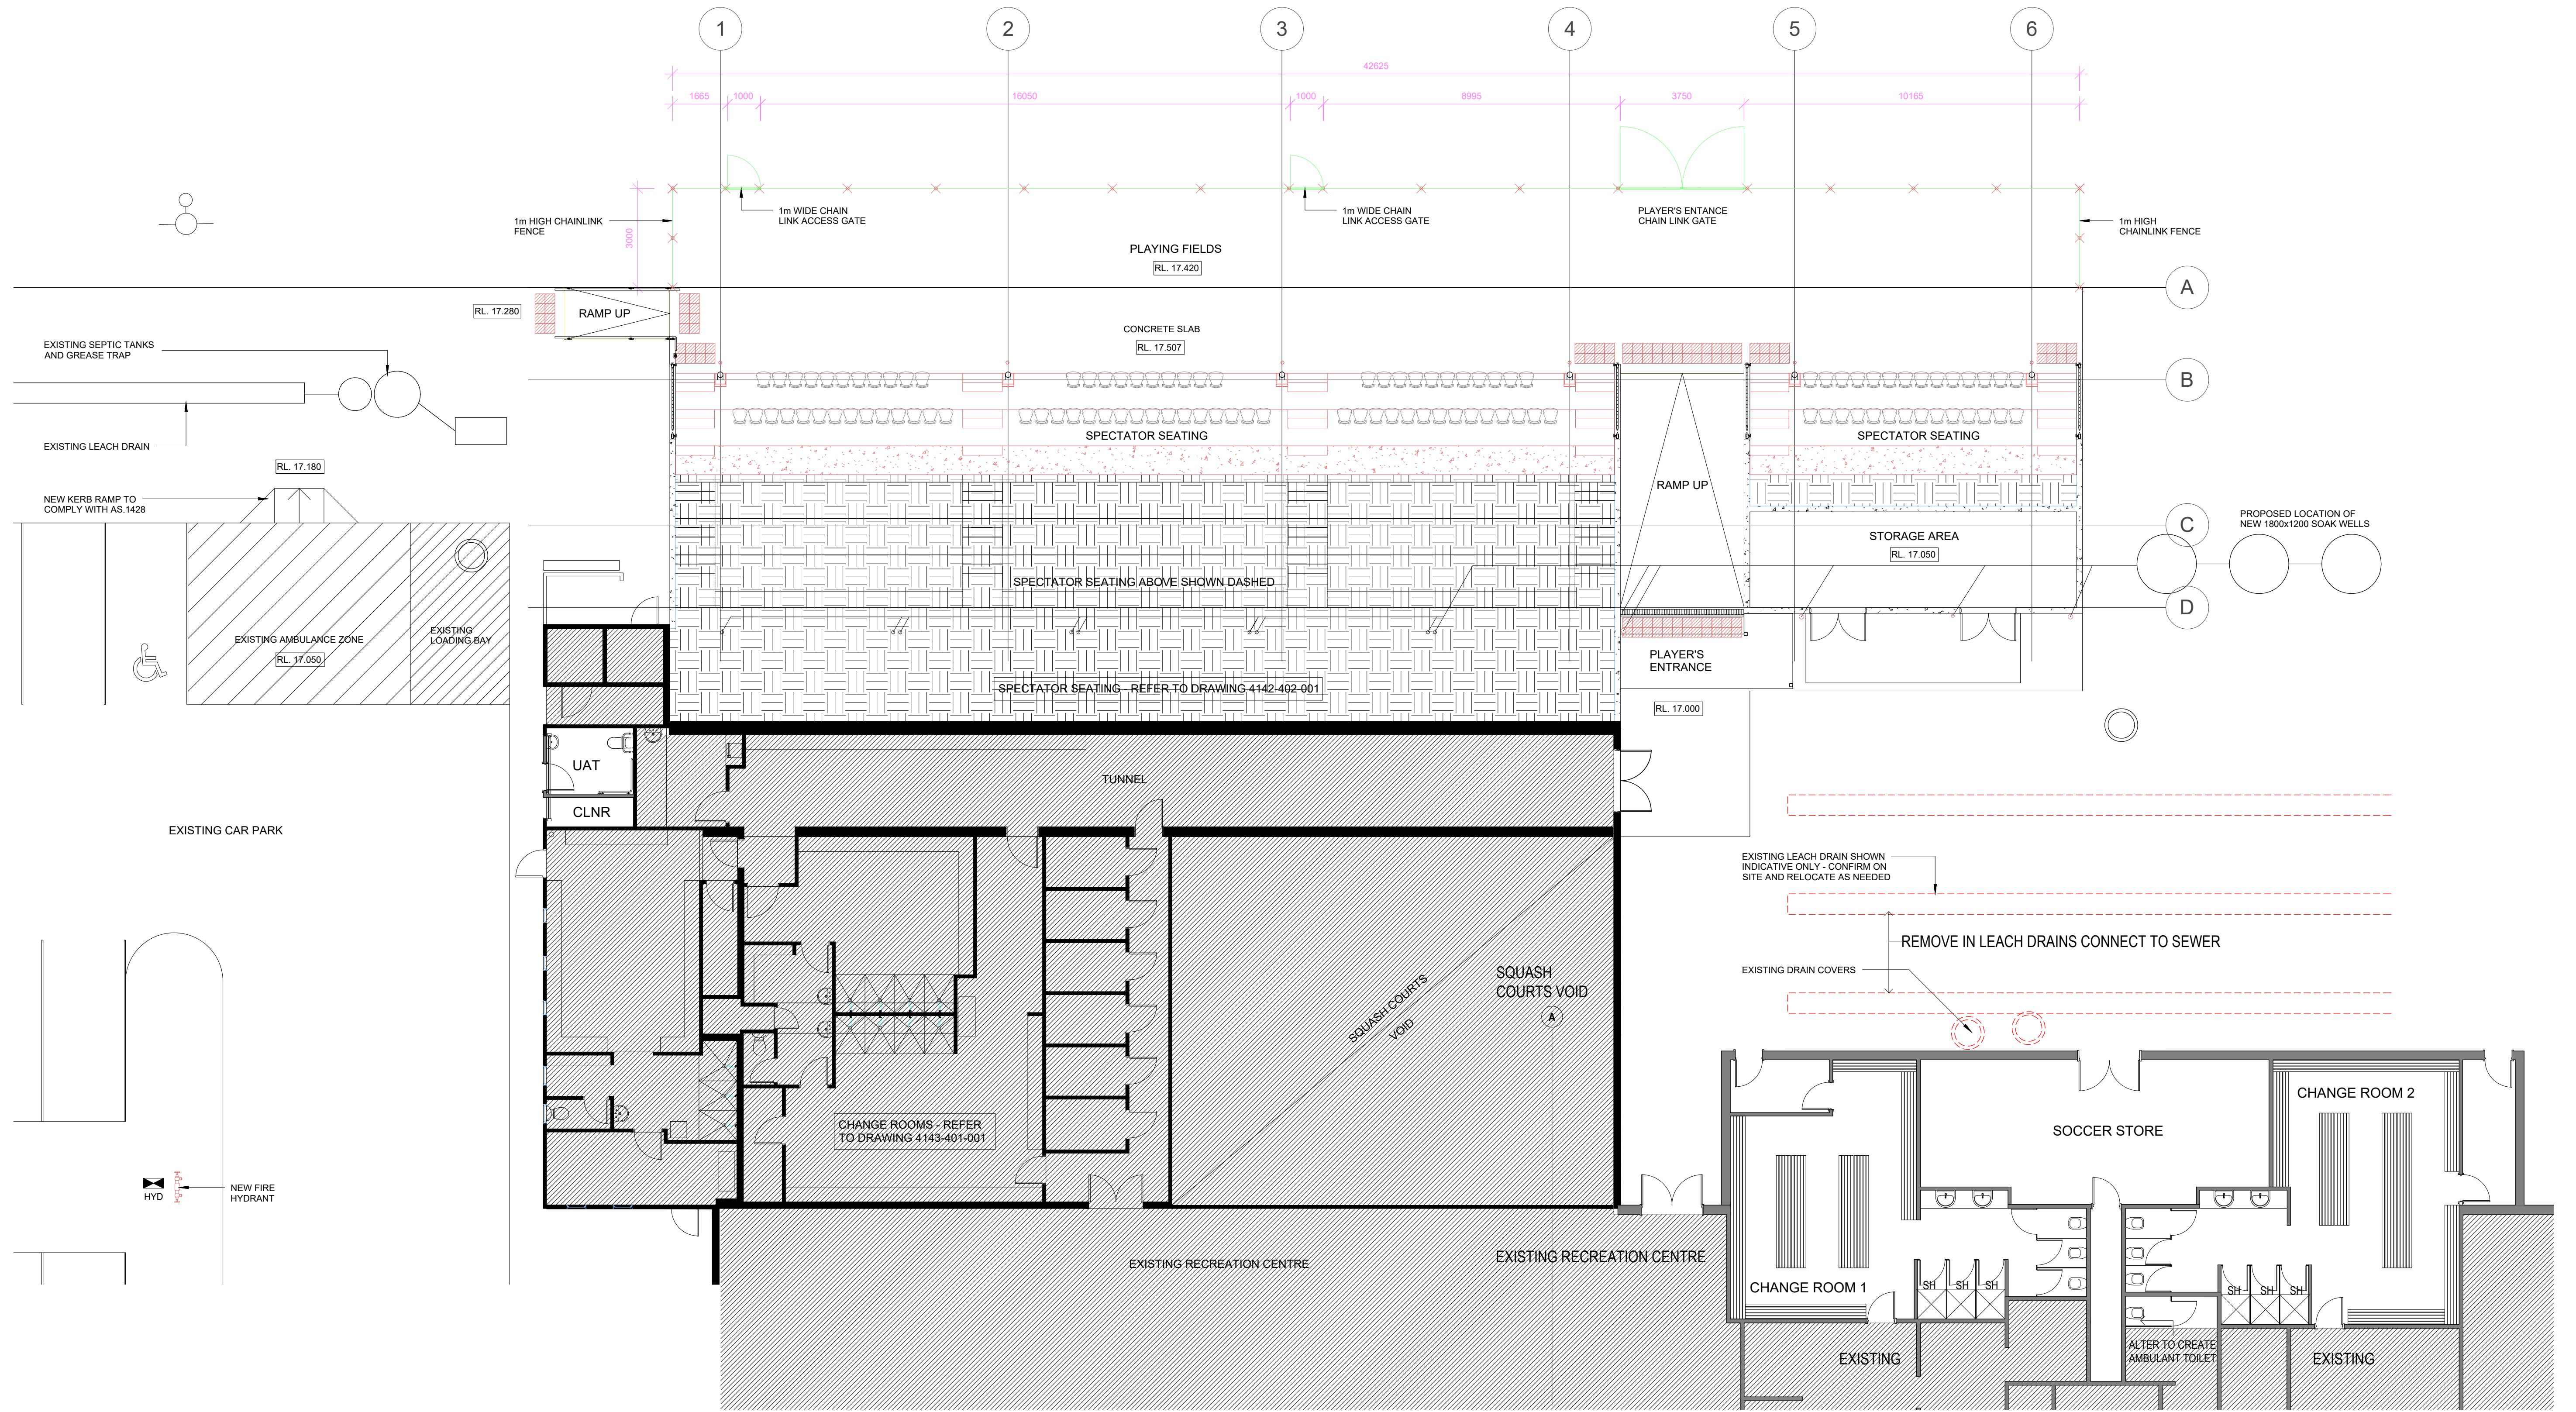 1
2
3
4
5
6
42625
1665
1000
16050
1000
8995
3750
10165
1m HIGH CHAINLINK
FENCE
3000
1m WIDE CHAIN
LINK ACCESS GATE
1m WIDE CHAIN
LINK ACCESS GATE
PLAYER'S ENTANCE
CHAIN LINK GATE
1m HIGH
CHAINLINK FENCE
PLAYING FIELDS
RL. 17.420
A
RL. 17.280
RAMP UP
CONCRETE SLAB
RL. 17.507
EXISTING SEPTIC TANKS
AND GREASE TRAP
B
EXISTING LEACH DRAIN
SPECTATOR SEATING
SPECTATOR SEATING
RL. 17.180
RAMP UP
NEW KERB RAMP TO
COMPLY WITH AS.1428
PROPOSED LOCATION OF
NEW 1800x1200 SOAK WELLS
C
STORAGE AREA
RL. 17.050
SPECTATOR SEATING ABOVE SHOWN DASHED
D
EXISTING AMBULANCE ZONE
RL. 17.050
EXISTING
LOADING BAY
PLAYER'S
ENTRANCE
SPECTATOR SEATING - REFER TO DRAWING 4142-402-001
RL. 17.000
UAT
TUNNEL
CLNR
EXISTING CAR PARK
EXISTING LEACH DRAIN SHOWN
INDICATIVE ONLY - CONFIRM ON
SITE AND RELOCATE AS NEEDED
REMOVE IN LEACH DRAINS CONNECT TO SEWER
EXISTING DRAIN COVERS
SQUASH
COURTS VOID
A
SQUASH COURTS
VOID
CHANGE ROOMS - REFER
TO DRAWING 4143-401-001
CHANGE ROOM 2
SOCCER STORE
HYD
NEW FIRE
HYDRANT
EXISTING RECREATION CENTRE
EXISTING RECREATION CENTRE
CHANGE ROOM 1
SH
SH
SH
SH
SH
SH
EXISTING
ALTER TO CREATE
AMBULANT TOILET
EXISTING